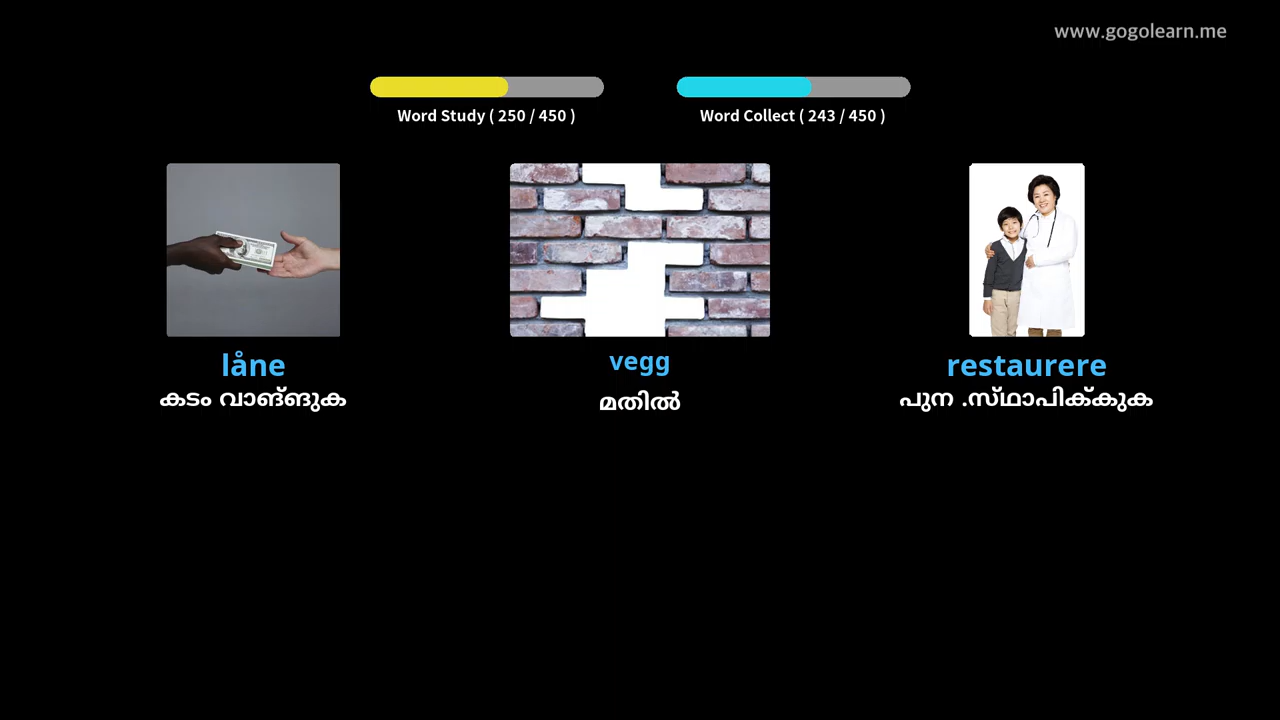 www.gogolearn.me
Word Study ( 250 / 450 )
Word Collect ( 243 / 450 )
låne
കടം വാങ്ങുക
vegg
മതിൽ
restaurere
പുന .സ്ഥാപിക്കുക